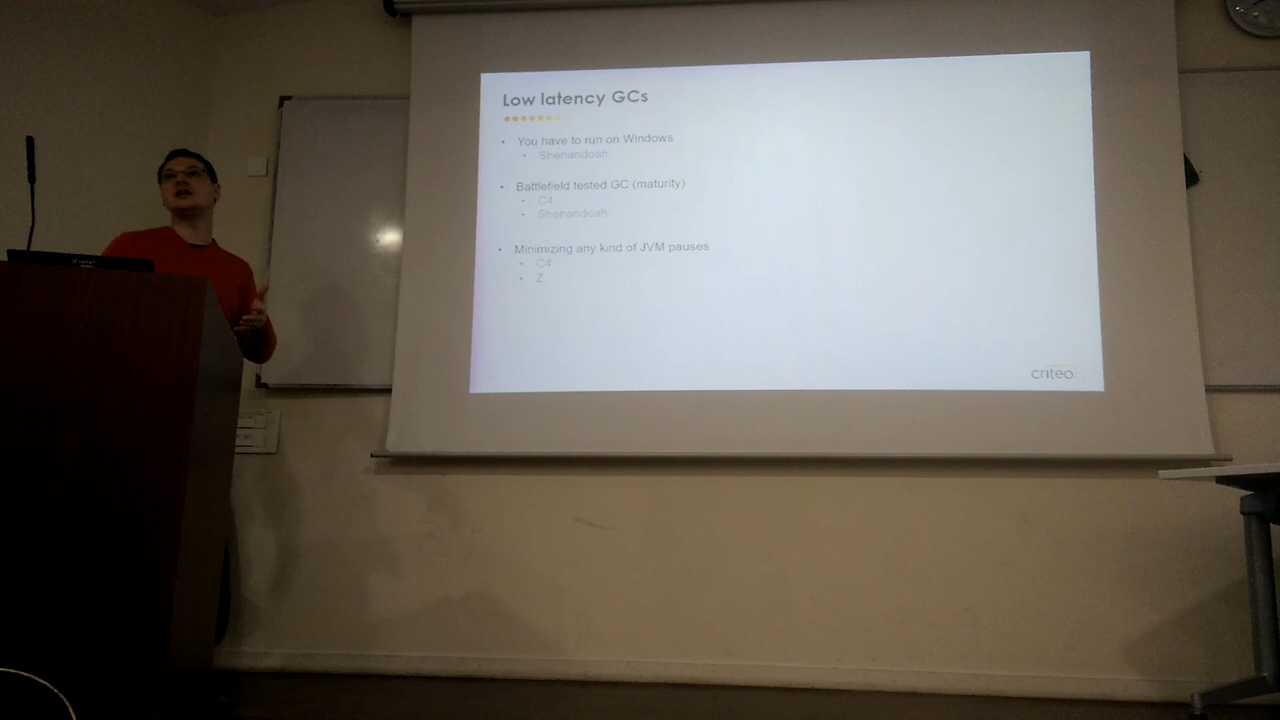 Low latency GCs
• You have to run on Windows
• Shenandoah
• Battlefield tested GC (maturity)
• C4
• Shenandoah
• Minimizing any kind of JVM pauses
• C4
• Z
criteo